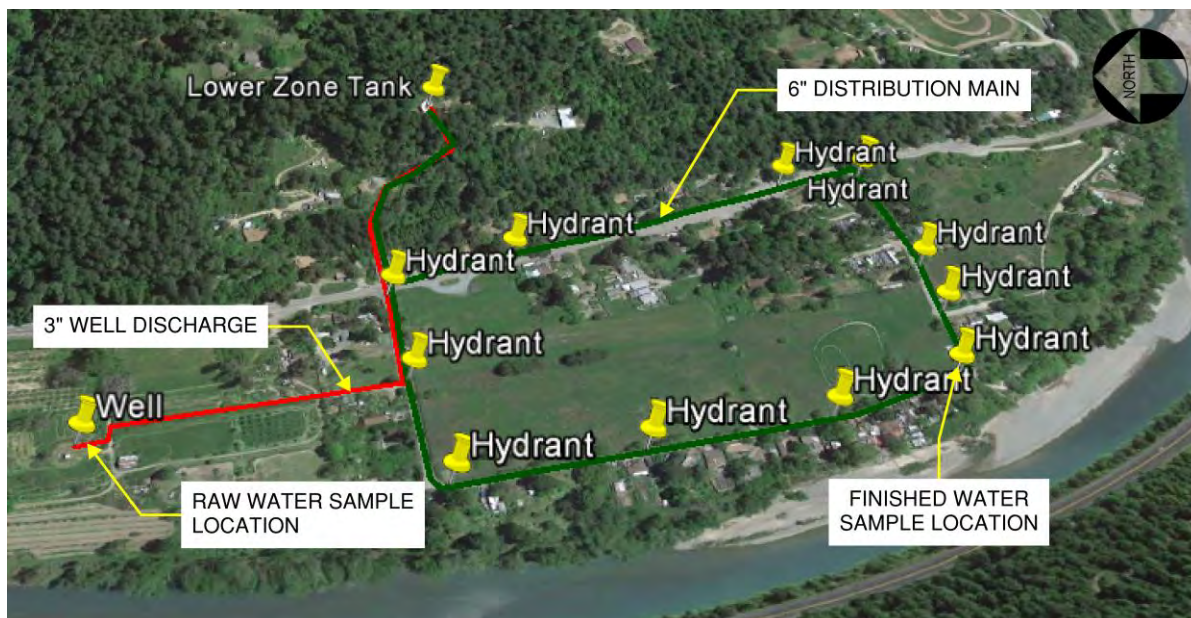 Lower Zone Tank
6" DISTRIBUTION MAIN
NORTH
Hydrant
Hydrant
Hydrant
Hydrant
Hydrant
Hydrant
3" WELL DISCHARGE
Hydrant
Hydrant
Hydrant
Well
Hydrant
Hydrant
RAW WATER SAMPLE
LOCATION
FINISHED WATER
SAMPLE LOCATION